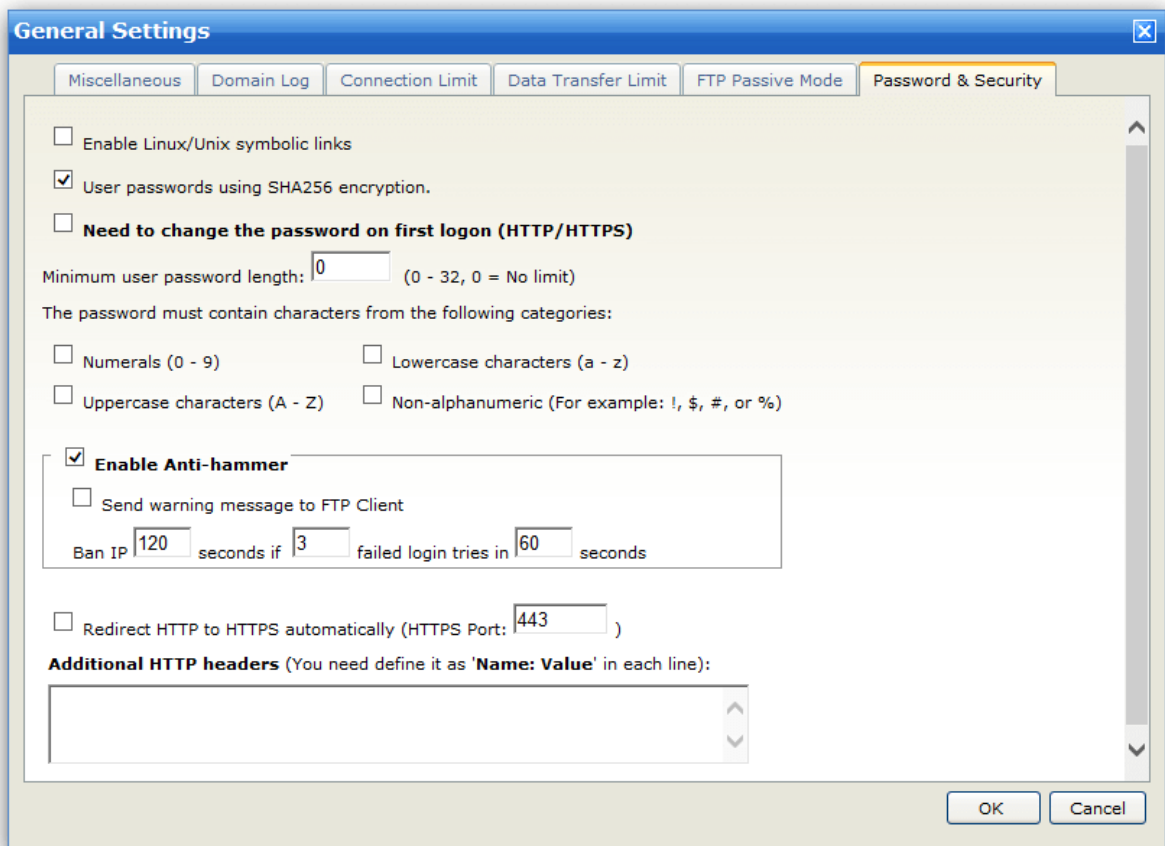 General Settings
Miscellaneous Domain Log Connection Limit Data Transfer Limit FTP Passive Mode Password & Security
Enable Linux/Unix symbolic links
User passwords using SHA256 encryption.
Need to change the password on first logon (HTTP/HTTPS)
Minimum user password length: 0 (0 - 32, 0 = No limit)
The password must contain characters from the following categories:
Numerals (0 - 9) Lowercase characters (a - z)
Uppercase characters (A - Z) Non-alphanumeric (For example: !, $, #, or %)
Enable Anti-hammer
Send warning message to FTP Client
Ban IP 120 seconds if 3 failed login tries in 60 seconds
Redirect HTTP to HTTPS automatically (HTTPS Port: 443 )
Additional HTTP headers (You need define it as 'Name: Value' in each line):
OK Cancel